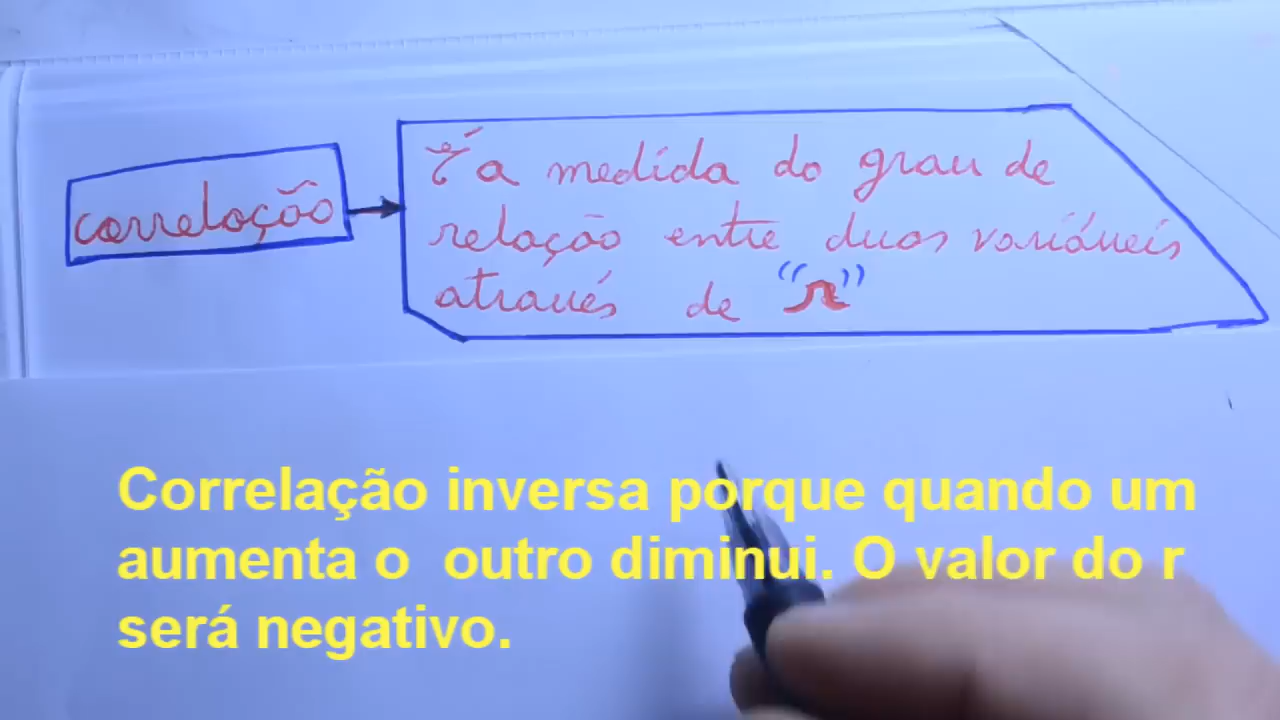 correlação
É a medida do grau de
relação entre duas variáveis
através de "r"
Correlação inversa porque quando um
aumenta o outro diminui. O valor do r
será negativo.